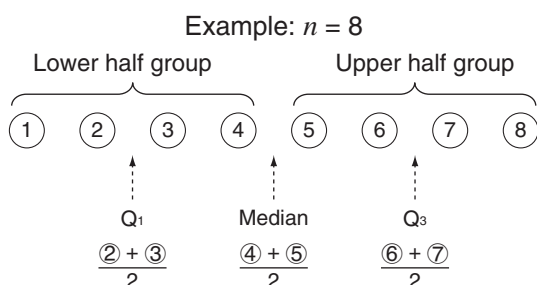 Example: n = 8
Lower half group Upper half group
① ② ③ ④ ⑤ ⑥ ⑦ ⑧
Q₁ Median Q₃
② + ③ ④ + ⑤ ⑥ + ⑦
2 2 2